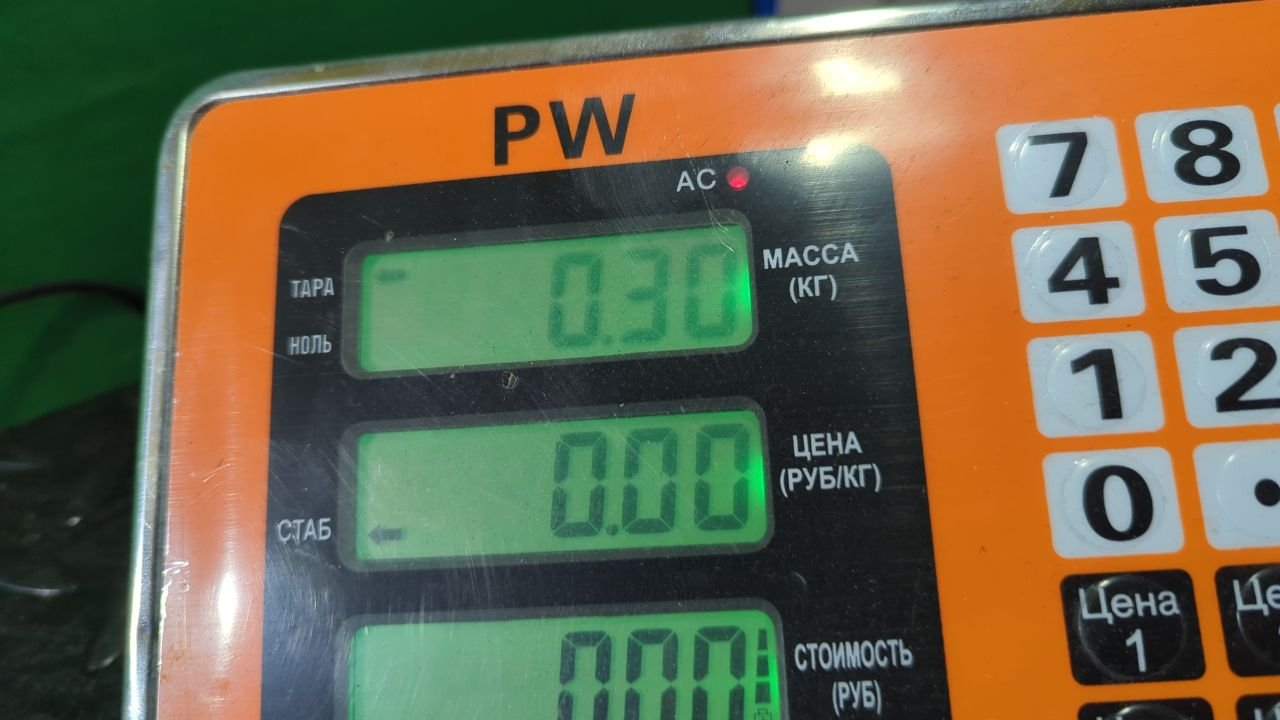 PW
AC
ТАРА
НОЛЬ
0.30
МАССА
(КГ)
СТАБ
0.00
ЦЕНА
(РУБ/КГ)
0.00
СТОИМОСТЬ
(РУБ)
7 8
4 5
1 2
0 .
Цена
1